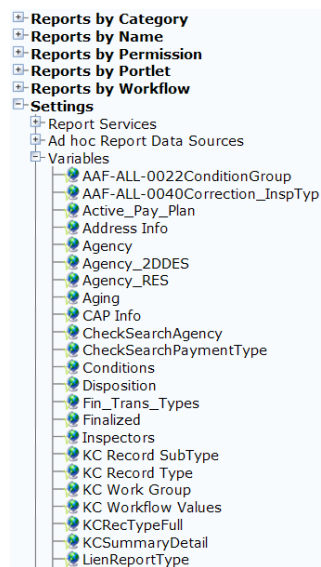 Reports by Category
Reports by Name
Reports by Permission
Reports by Portlet
Reports by Workflow
Settings
Report Services
Ad hoc Report Data Sources
Variables
AAF-ALL-0022ConditionGroup
AAF-ALL-0040Correction_InspTyp
Active_Pay_Plan
Address Info
Agency
Agency_2DDES
Agency_RES
Aging
CAP Info
CheckSearchAgency
CheckSearchPaymentType
Conditions
Disposition
Fin_Trans_Types
Finalized
Inspectors
KC Record SubType
KC Record Type
KC Work Group
KC Workflow Values
KCRecTypeFull
KCSummaryDetail
LienReportType